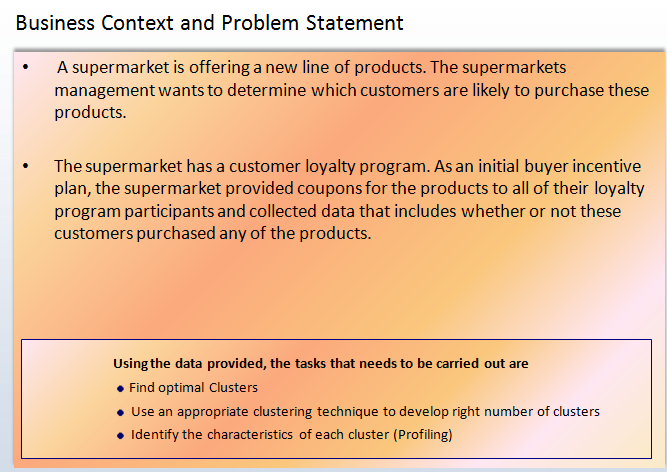 Business Context and Problem Statement
• A supermarket is offering a new line of products. The supermarkets
management wants to determine which customers are likely to purchase these
products.
• The supermarket has a customer loyalty program. As an initial buyer incentive
plan, the supermarket provided coupons for the products to all of their loyalty
program participants and collected data that includes whether or not these
customers purchased any of the products.
Using the data provided, the tasks that needs to be carried out are
• Find optimal Clusters
• Use an appropriate clustering technique to develop right number of clusters
• Identify the characteristics of each cluster (Profiling)